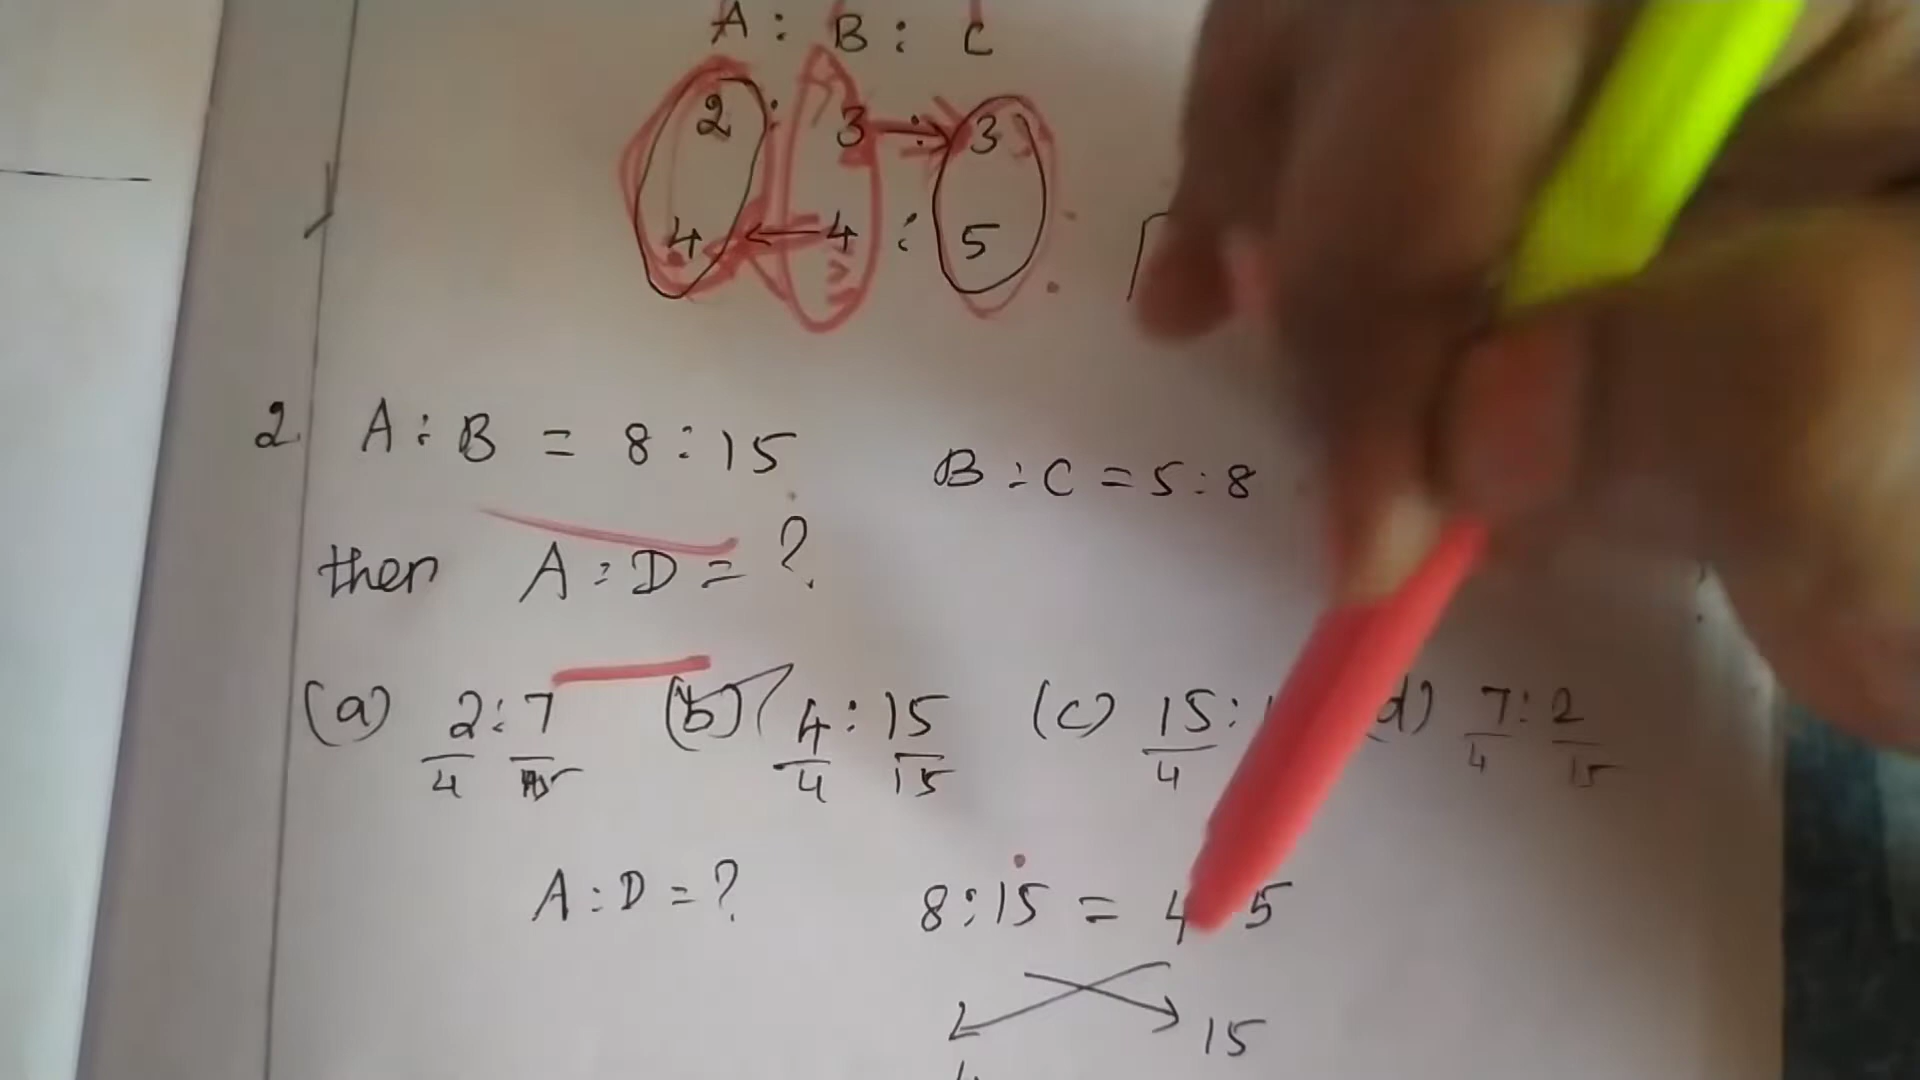 A : B : C
2 : 3 : 3
4 4 : 5
2 A : B = 8 : 15 B : C = 5 : 8
then A : D = ?
(a) 2 : 7 (b) 4 : 15 (c) 15 : (d) 7 : 2
4 4 15 4 4 15
A : D = ? 8 : 15 = 4 5
15